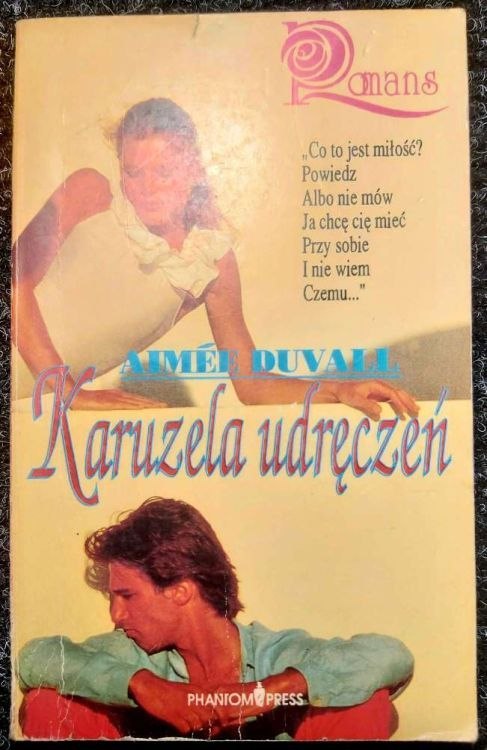 Romans
„Co to jest miłość?
Powiedz
Albo nie mów
Ja chcę cię mieć
Przy sobie
I nie wiem
Czemu..."
AIMÉE DUVALL
Karuzela udręczeń
PHANTOM PRESS